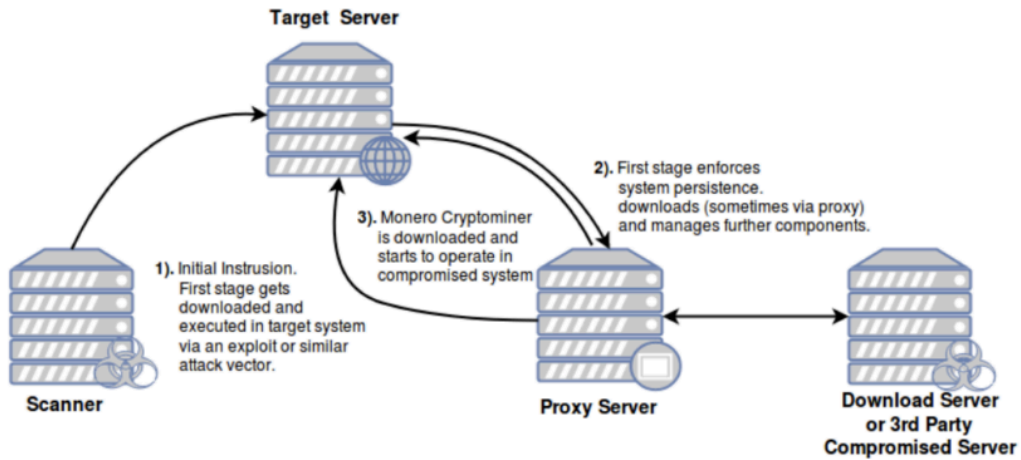 Target Server
2). First stage enforces
system persistence.
downloads (sometimes via proxy)
and manages further components.
3). Monero Cryptominer
is downloaded and
starts to operate in
compromised system
1). Initial Instrusion.
First stage gets
downloaded and
executed in target system
via an exploit or similar
attack vector.
Scanner
Proxy Server
Download Server
or 3rd Party
Compromised Server